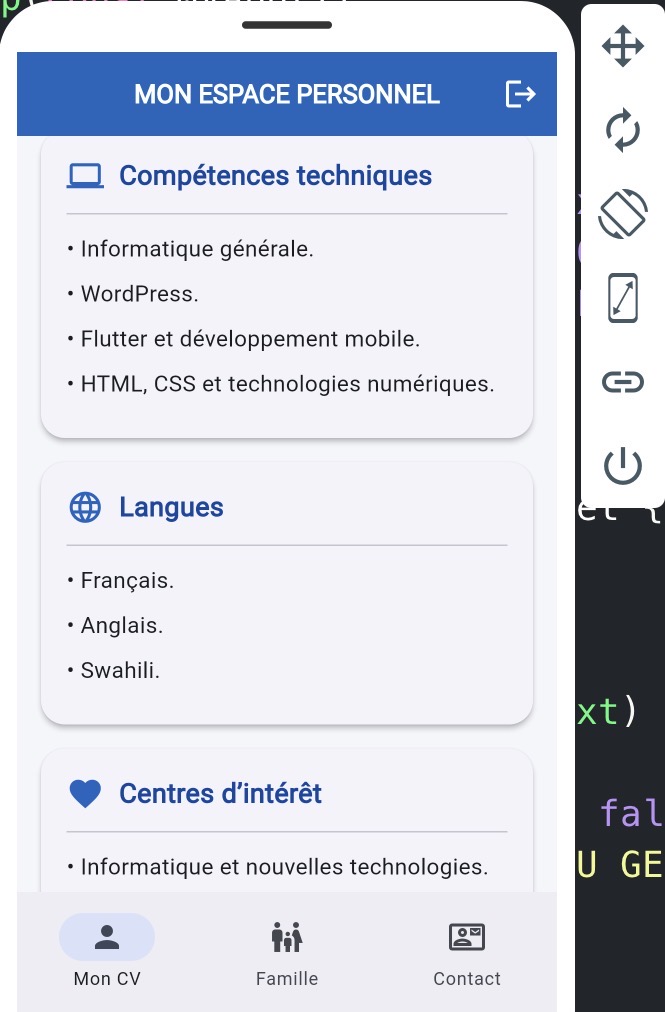 MON ESPACE PERSONNEL
Compétences techniques
• Informatique générale.
• WordPress.
• Flutter et développement mobile.
• HTML, CSS et technologies numériques.
Langues
• Français.
• Anglais.
• Swahili.
Centres d’intérêt
• Informatique et nouvelles technologies.
Mon CV
Famille
Contact
xt)
fal
U GE